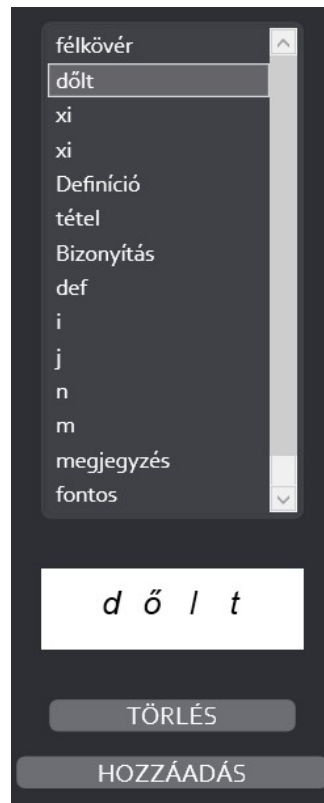 félkövér
dőlt
xi
xi
Definíció
tétel
Bizonyítás
def
i
j
n
m
megjegyzés
fontos
d ő l t
TÖRLÉS
HOZZÁADÁS